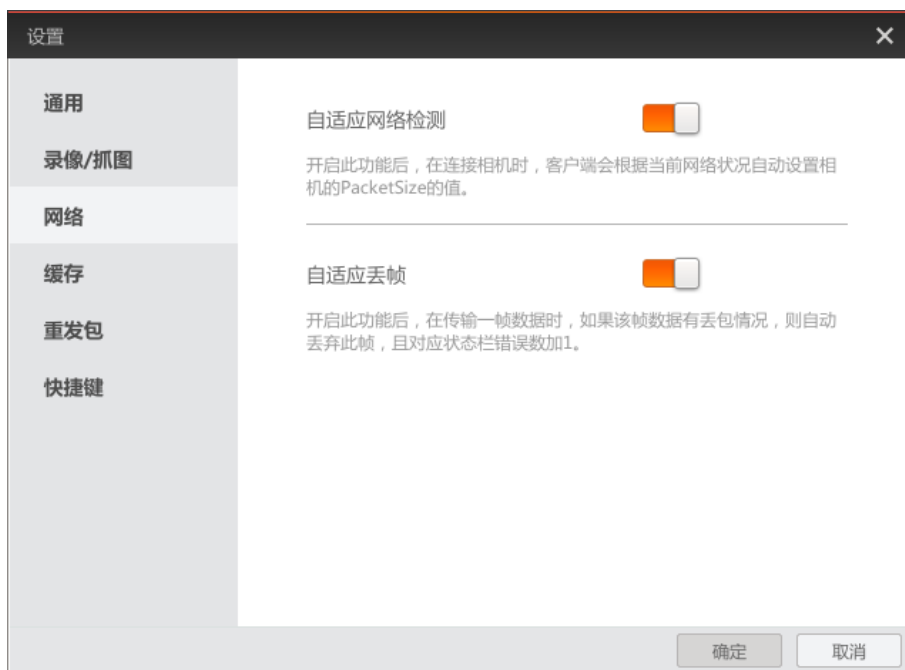 设置
通用
录像/抓图
网络
缓存
重发包
快捷键
自适应网络检测
开启此功能后，在连接相机时，客户端会根据当前网络状况自动设置相
机的PacketSize的值。
自适应丢帧
开启此功能后，在传输一帧数据时，如果该帧数据有丢包情况，则自动
丢弃此帧，且对应状态栏错误数加1。
确定
取消